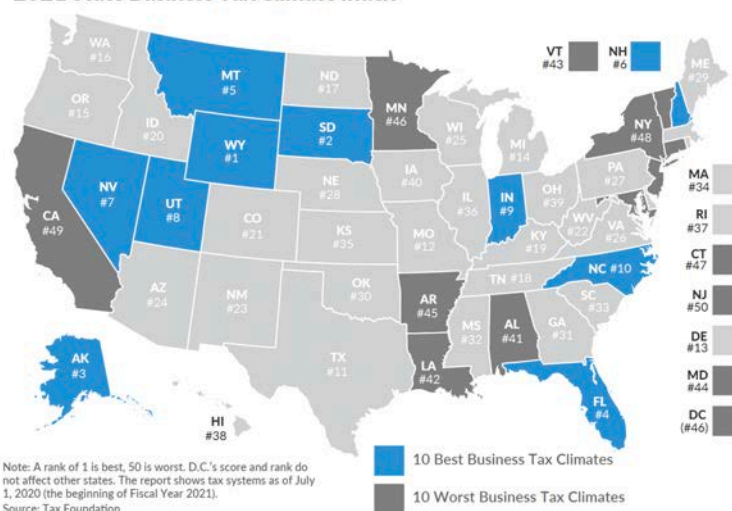 WA
#16
MT
#5
ND
#17
MN
#46
VT
#43
NH
#6
ME
#29
OR
#15
ID
#20
WY
#1
SD
#2
WI
#25
MI
#14
NY
#48
NV
#7
UT
#8
CO
#21
NE
#28
IA
#40
IL
#36
IN
#9
OH
#39
PA
#27
MA
#34
CA
#49
KS
#35
MO
#12
KY
#19
WV
#22
VA
#26
RI
#37
AZ
#24
NM
#23
OK
#30
AR
#45
TN #18
NC #10
SC
#33
CT
#47
TX
#11
LA
#42
MS
#32
AL
#41
GA
#31
NJ
#50
AK
#3
HI
#38
FL
#4
DE
#13
MD
#44
DC
(#46)
Note: A rank of 1 is best, 50 is worst. D.C.'s score and rank do
not affect other states. The report shows tax systems as of July
1, 2020 (the beginning of Fiscal Year 2021).
Source: Tax Foundation
10 Best Business Tax Climates
10 Worst Business Tax Climates